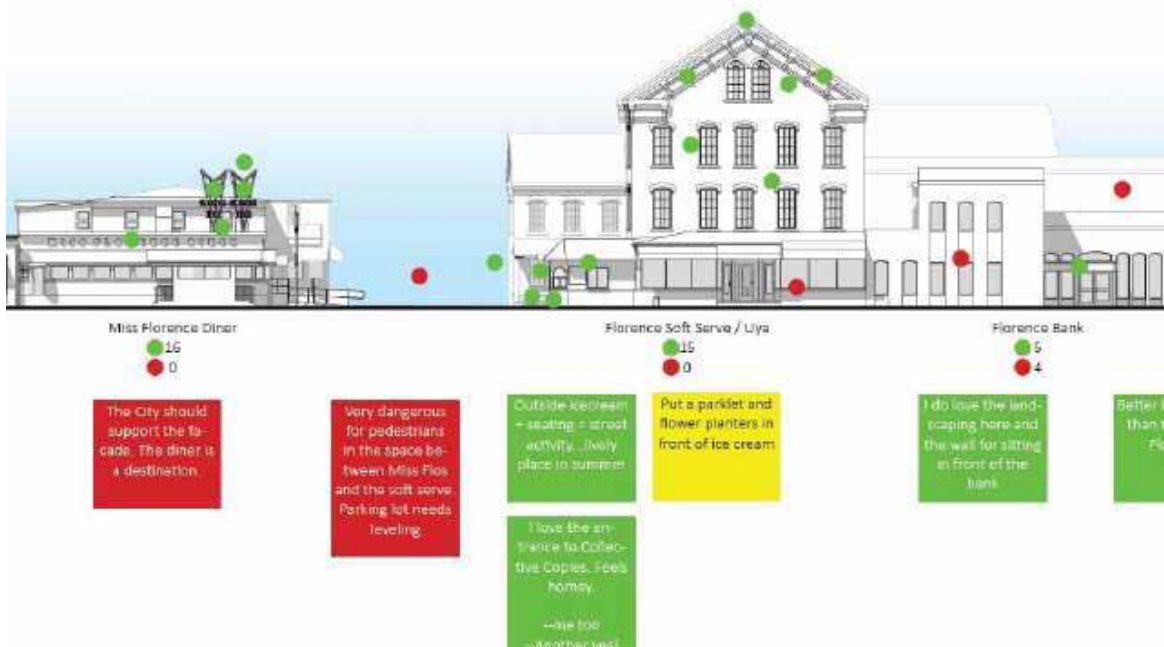 Miss Florence Diner
16
0
Florence Soft Serve / Uya
15
0
Florence Bank
5
4
The City should
support the fa-
cade. The diner is
a destination.
Very dangerous
for pedestrians
in the space be-
tween Miss Flos
and the soft serve.
Parking lot needs
leveling.
Outside icecream
+ seating = street
activity...lively
place in summer
Put a parklet and
flower planters in
front of ice cream
I do love the land-
scaping here and
the wall for sitting
in front of the
bank
Better
than
I love the en-
trance to Collec-
tive Copies. Feels
homey.
--me too
--Another yes!